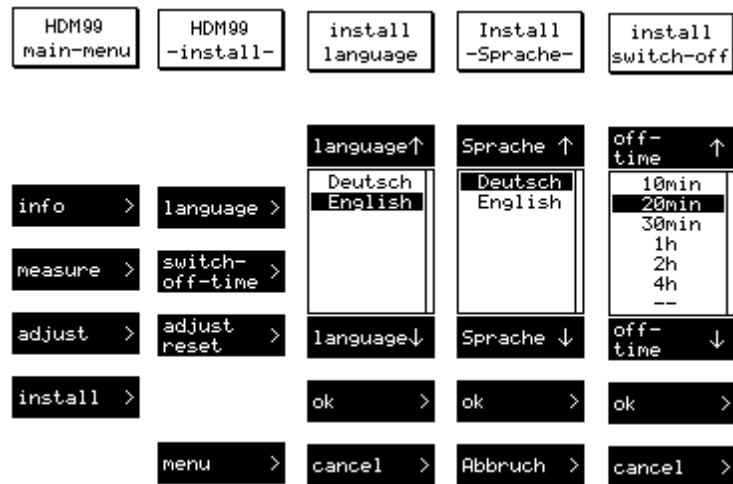 HDM99
main-menu
info >
measure >
adjust >
install >
HDM99
-install-
language >
switch-
off-time >
adjust
reset >
menu >
install
language
language↑
Deutsch
English
language↓
ok >
cancel >
Install
-Sprache-
Sprache ↑
Deutsch
English
Sprache ↓
ok >
Abbruch >
install
switch-off
off-
time ↑
10min
20min
30min
1h
2h
4h
--
off-
time ↓
ok >
cancel >